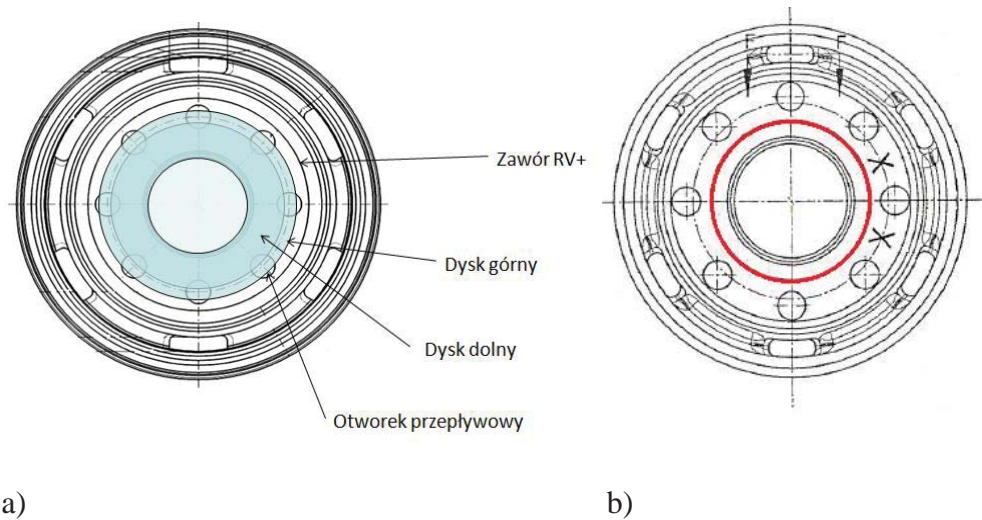 F F
Zawór RV+
X
X
Dysk górny
Dysk dolny
Otworek przepływowy
a) b)